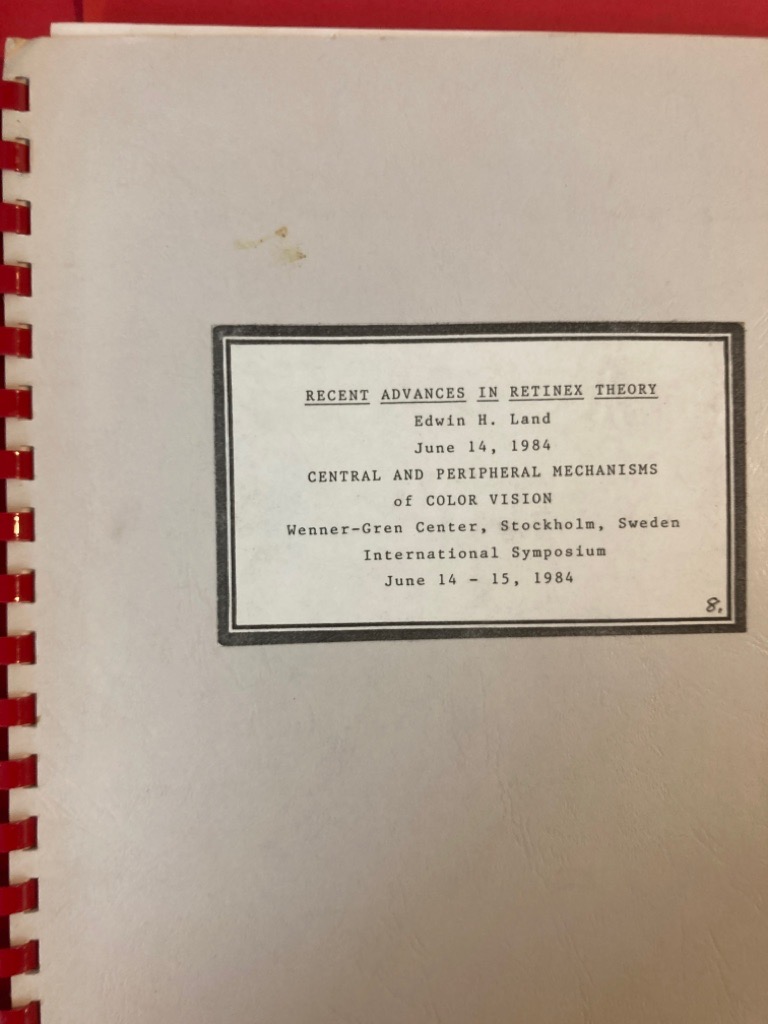 RECENT ADVANCES IN RETINEX THEORY
Edwin H. Land
June 14, 1984
CENTRAL AND PERIPHERAL MECHANISMS
of COLOR VISION
Wenner-Gren Center, Stockholm, Sweden
International Symposium
June 14 - 15, 1984
8.